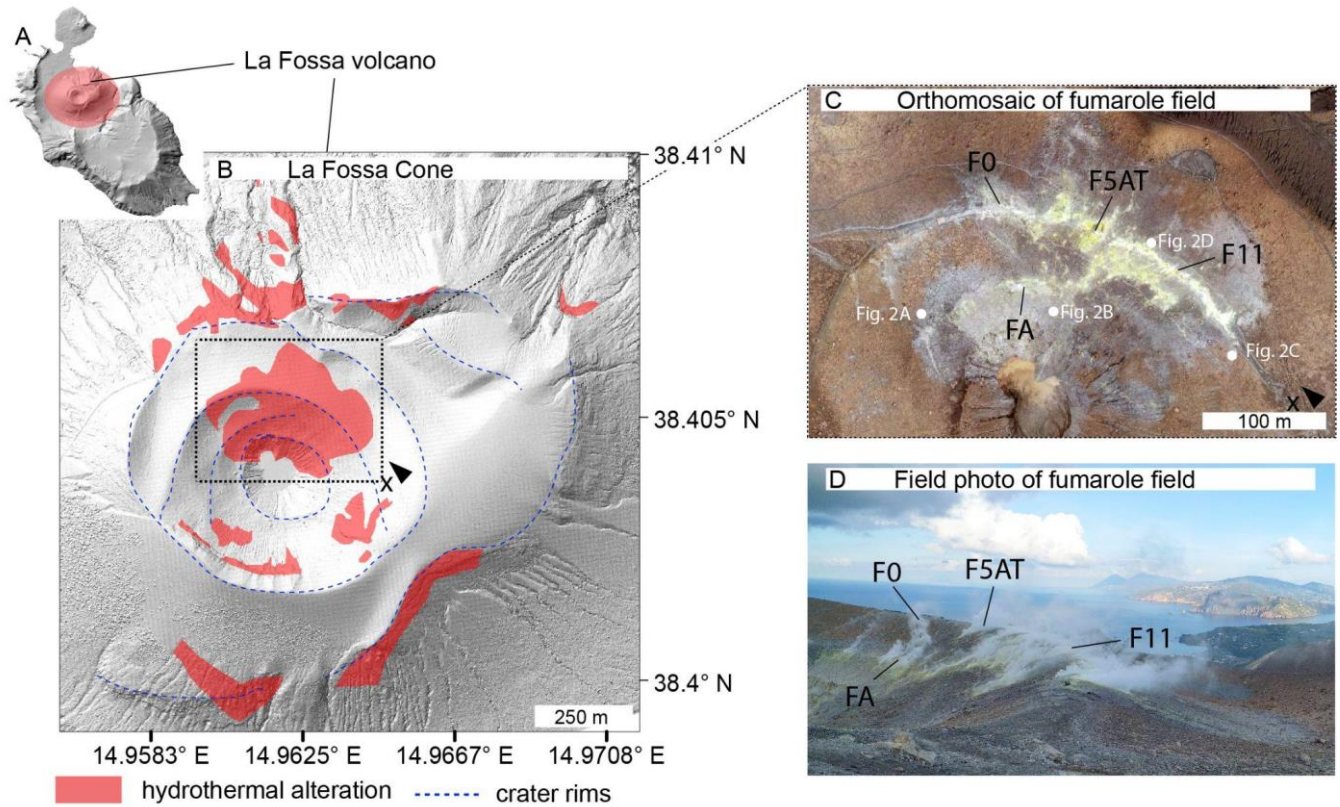 A
La Fossa volcano
B La Fossa Cone
38.41° N
38.405° N
38.4° N
x
250 m
14.9583° E 14.9625° E 14.9667° E 14.9708° E
hydrothermal alteration
crater rims
C Orthomosaic of fumarole field
F0
F5AT
Fig. 2D
F11
Fig. 2A
FA
Fig. 2B
Fig. 2C
x
100 m
D Field photo of fumarole field
F0
F5AT
F11
FA